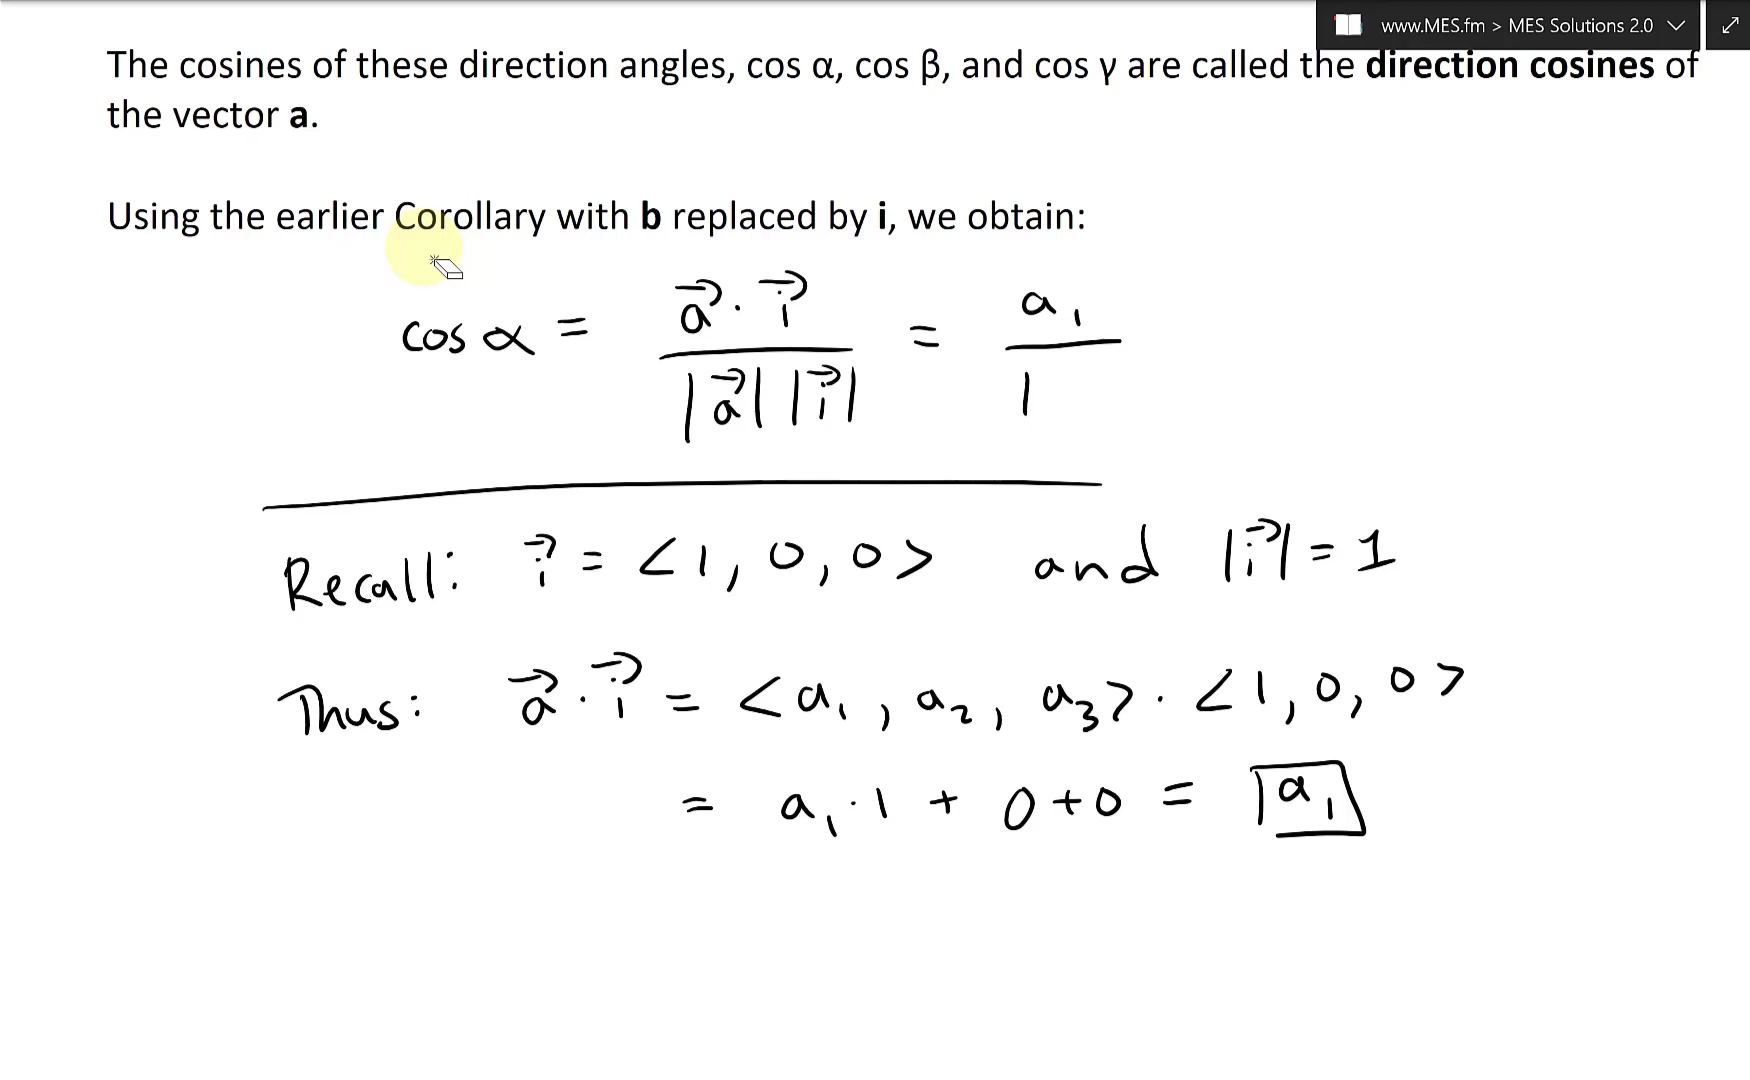 www.MES.fm > MES Solutions 2.0
The cosines of these direction angles, cos α, cos β, and cos γ are called the direction cosines of
the vector a.
Using the earlier Corollary with b replaced by i, we obtain:
cos α = (a⃗ · i⃗) / (|a⃗| |i⃗|) = a₁ / |
Recall: i⃗ = <1, 0, 0> and |i⃗| = 1
Thus: a⃗ · i⃗ = <a₁, a₂, a₃> · <1, 0, 0>
= a₁ · 1 + 0 + 0 = a₁